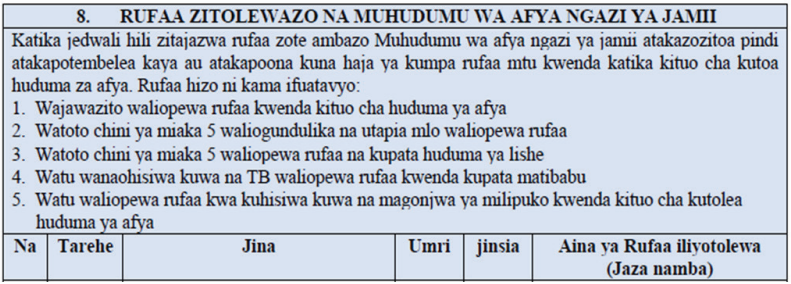 8. RUFAA ZITOLEWAZO NA MUHUDUMU WA AFYA NGAZI YA JAMII
Katika jedwali hili zitajazwa rufaa zote ambazo Muhudumu wa afya ngazi ya jamii atakazozitoa pindi
atakapotembelea kaya au atakapoona kuna haja ya kumpa rufaa mtu kwenda katika kituo cha kutoa
huduma za afya. Rufaa hizo ni kama ifuatavyo:
1. Wajawazito waliopewa rufaa kwenda kituo cha huduma ya afya
2. Watoto chini ya miaka 5 waliogundulika na utapia mlo waliopewa rufaa
3. Watoto chini ya miaka 5 waliopewa rufaa na kupata huduma ya lishe
4. Watu wanaohisiwa kuwa na TB waliopewa rufaa kwenda kupata matibabu
5. Watu waliopewa rufaa kwa kuhisiwa kuwa na magonjwa ya milipuko kwenda kituo cha kutolea
huduma ya afya
Na Tarehe Jina Umri jinsia Aina ya Rufaa iliyotolewa
(Jaza namba)